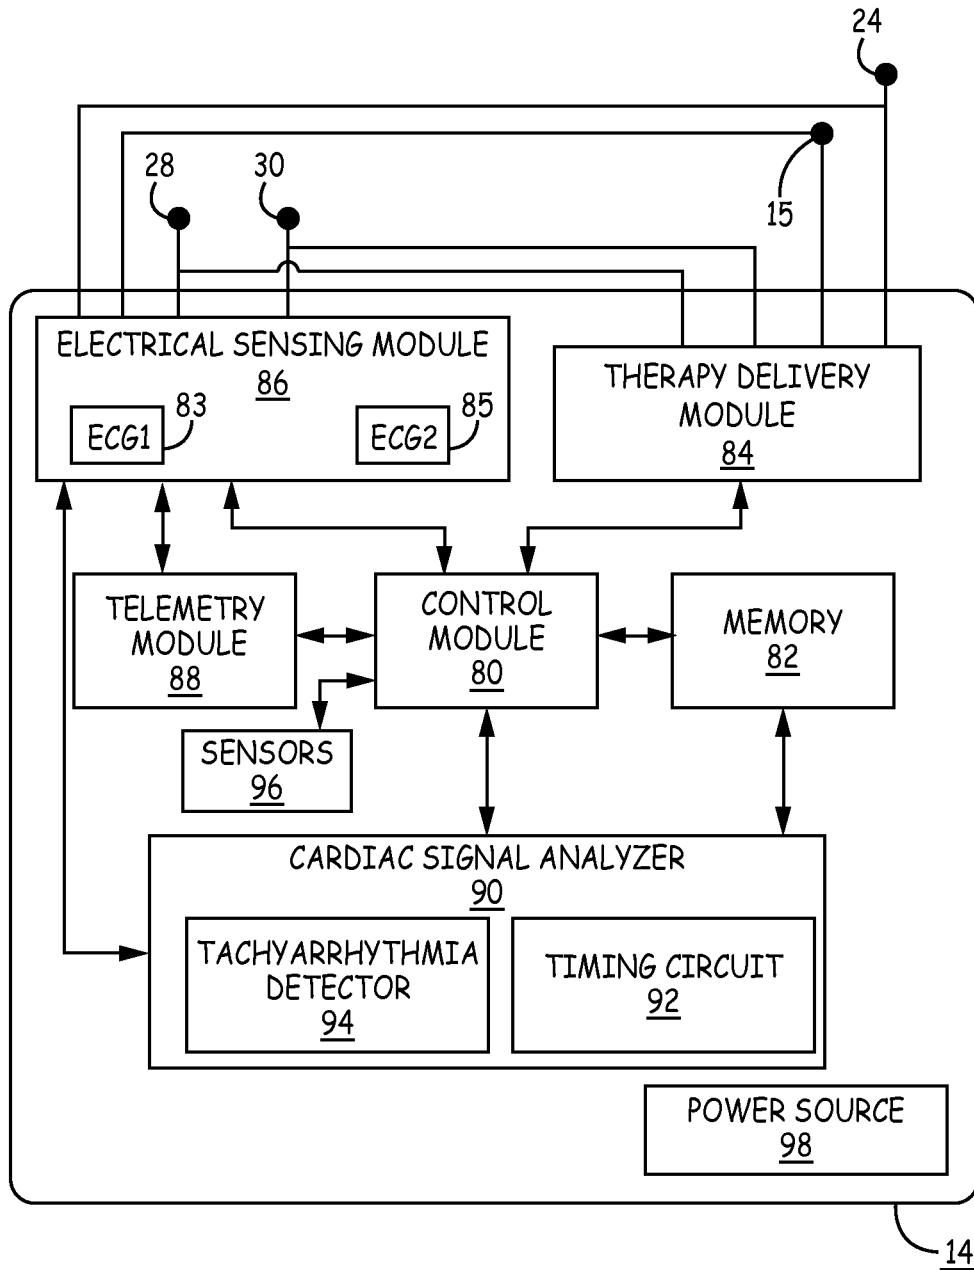 24
28
30
15
ELECTRICAL SENSING MODULE
86
83
85
ECG1
ECG2
THERAPY DELIVERY
MODULE
84
TELEMETRY
MODULE
88
CONTROL
MODULE
80
MEMORY
82
SENSORS
96
CARDIAC SIGNAL ANALYZER
90
TACHYARRHYTHMIA
DETECTOR
94
TIMING CIRCUIT
92
POWER SOURCE
98
14